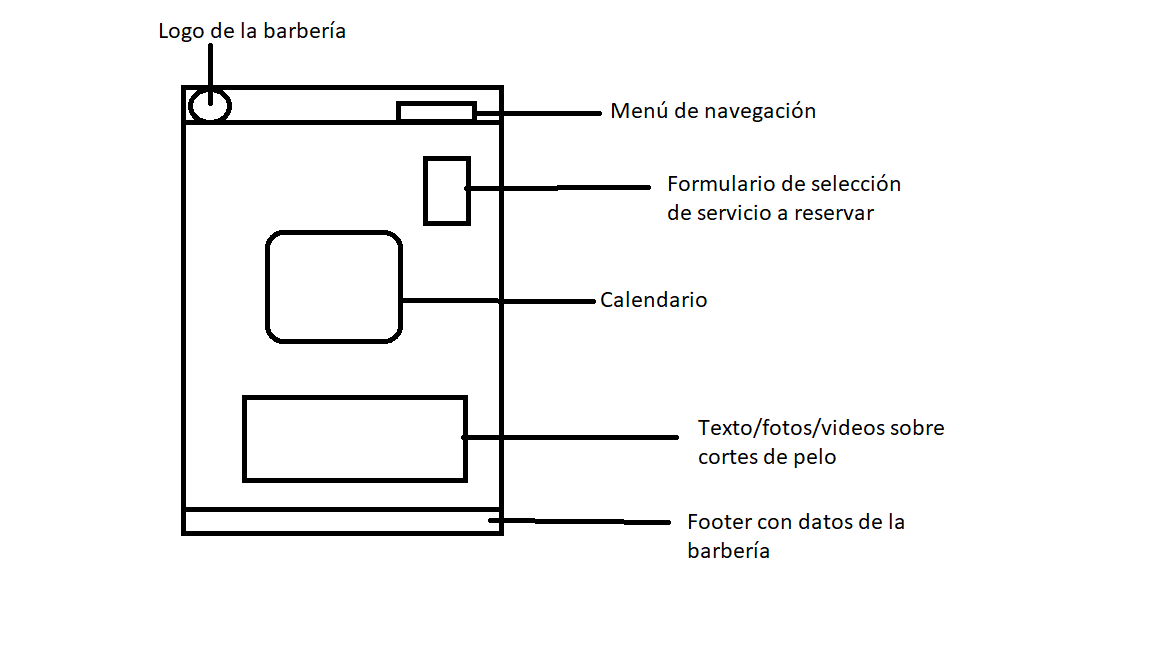 Logo de la barbería
Menú de navegación
Formulario de selección
de servicio a reservar
Calendario
Texto/fotos/videos sobre
cortes de pelo
Footer con datos de la
barbería